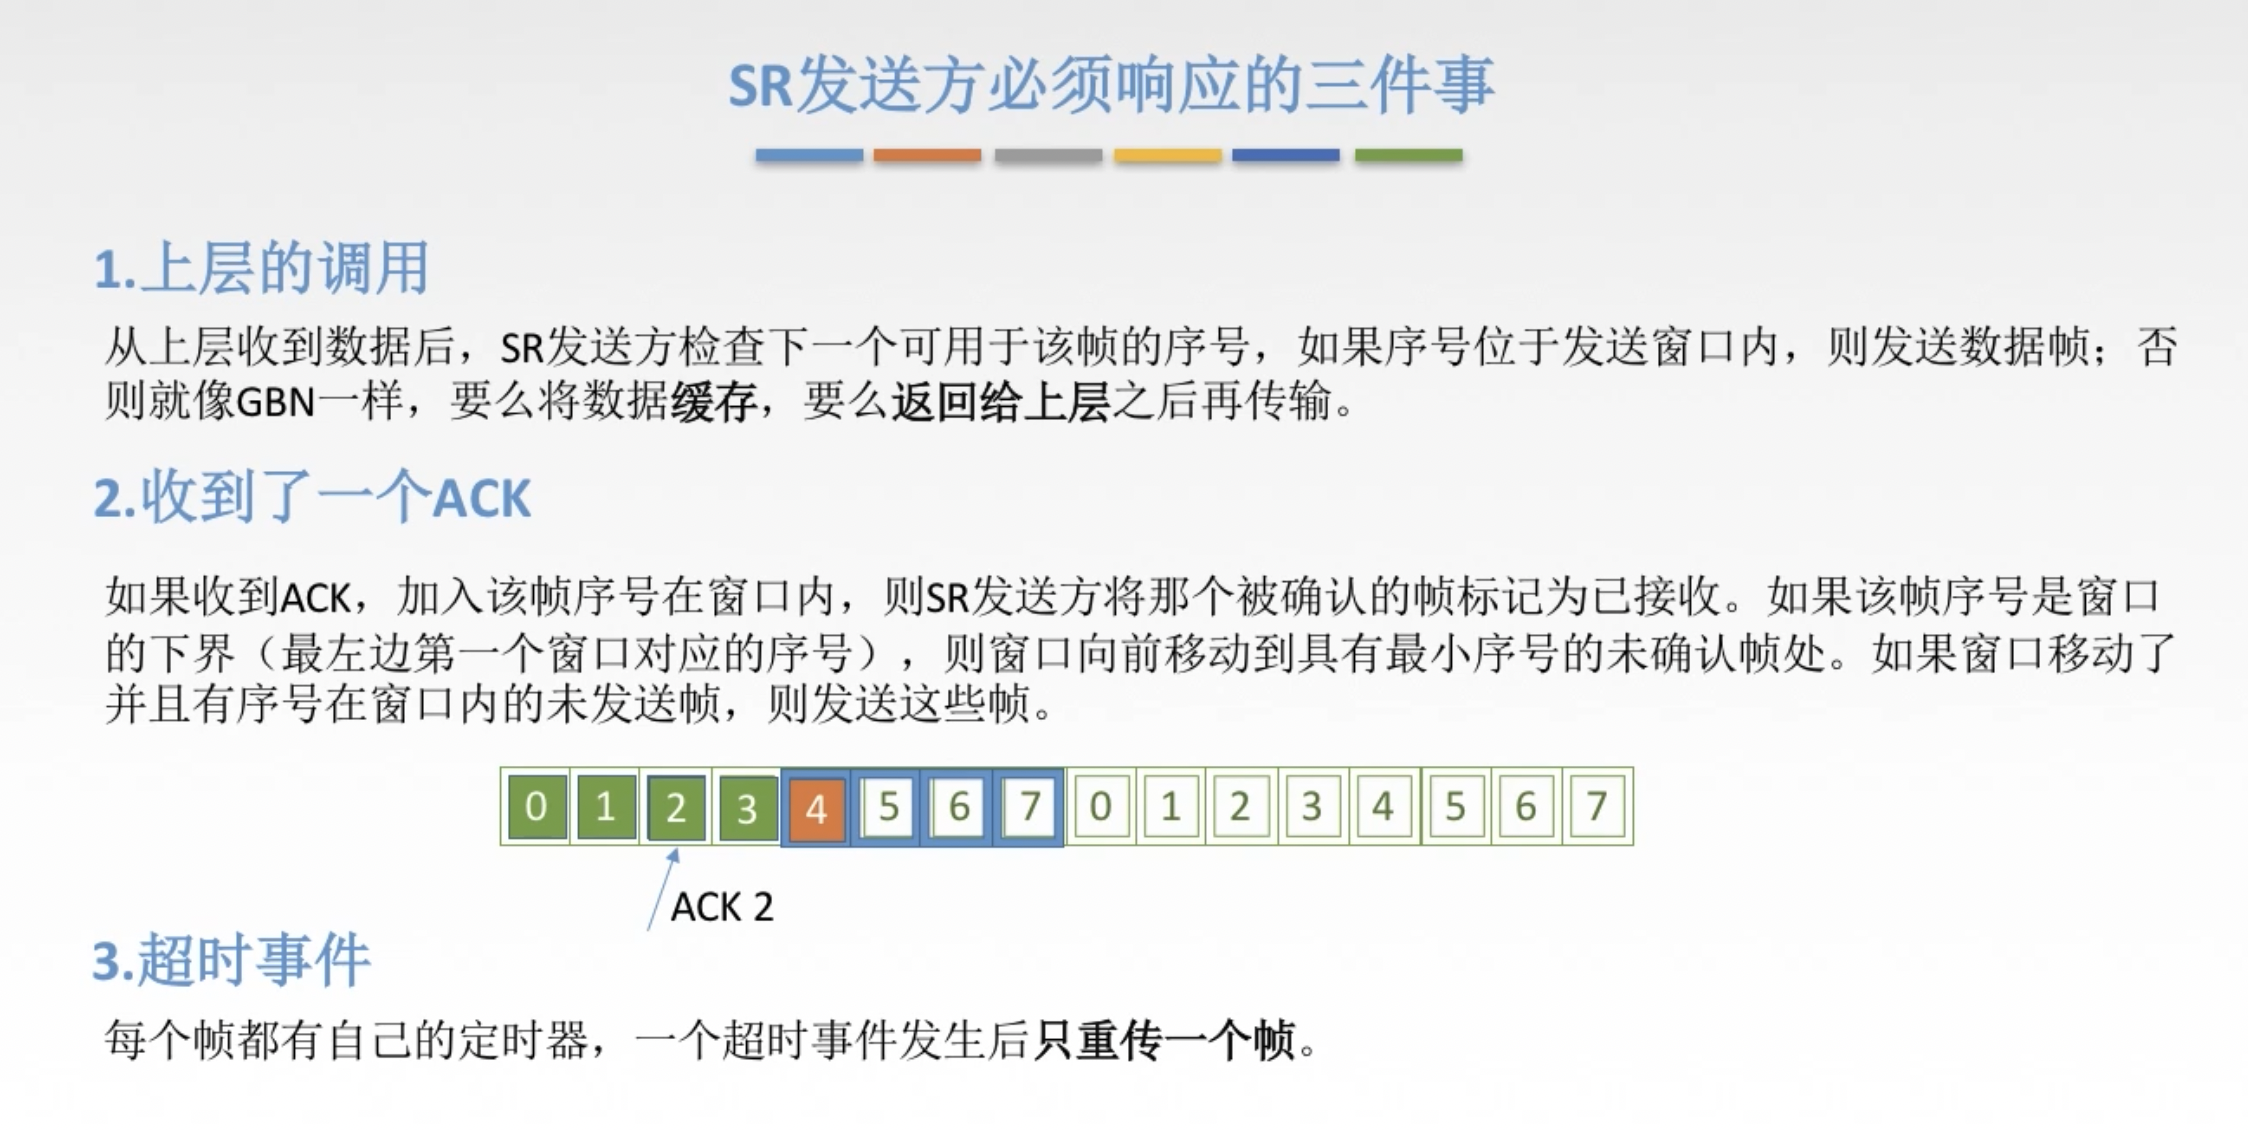 SR发送方必须响应的三件事
1.上层的调用
从上层收到数据后，SR发送方检查下一个可用于该帧的序号，如果序号位于发送窗口内，则发送数据帧；否
则就像GBN一样，要么将数据缓存，要么返回给上层之后再传输。
2.收到了一个ACK
如果收到ACK，加入该帧序号在窗口内，则SR发送方将那个被确认的帧标记为已接收。如果该帧序号是窗口
的下界（最左边第一个窗口对应的序号），则窗口向前移动到具有最小序号的未确认帧处。如果窗口移动了
并且有序号在窗口内的未发送帧，则发送这些帧。
0 1 2 3 4 5 6 7 0 1 2 3 4 5 6 7
ACK 2
3.超时事件
每个帧都有自己的定时器，一个超时事件发生后只重传一个帧。